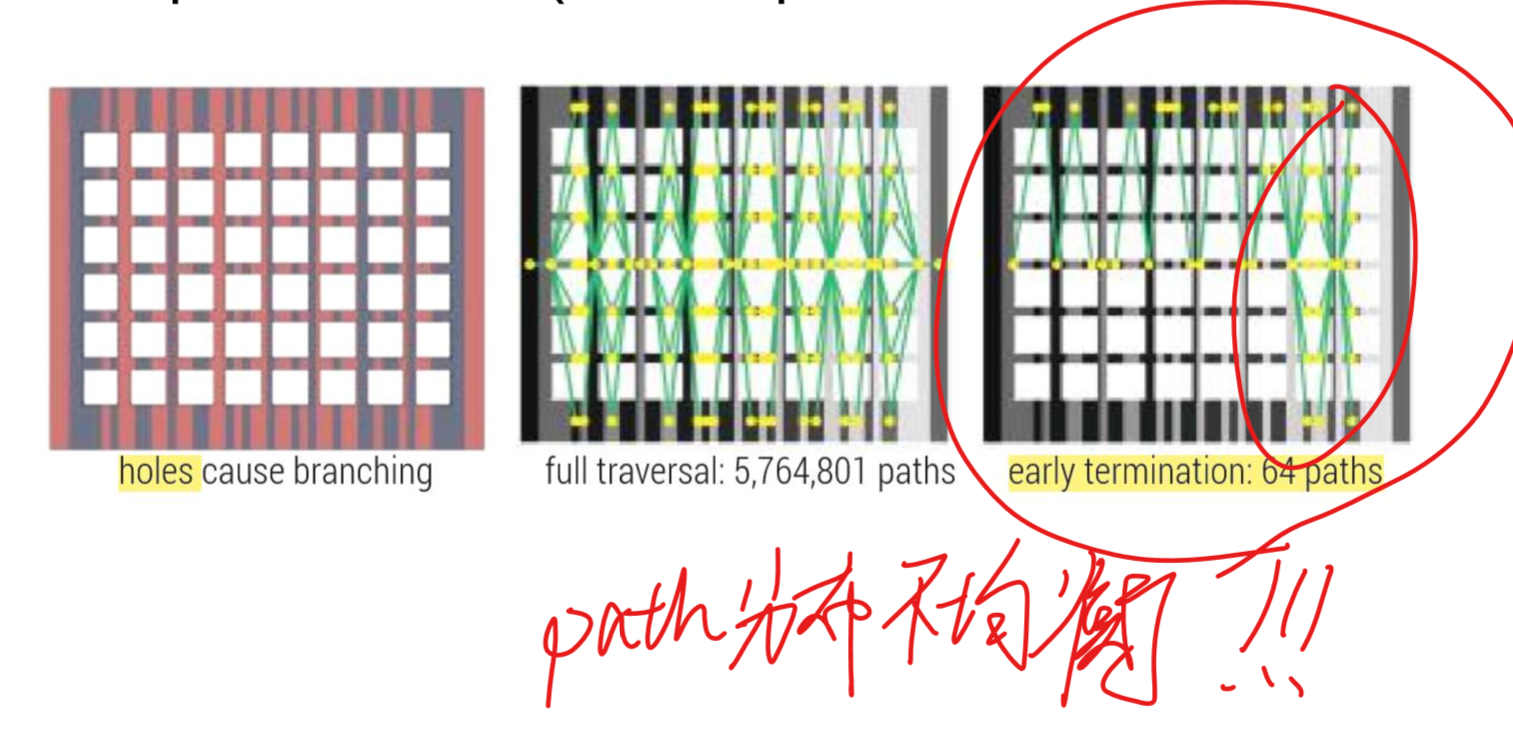 holes cause branching
full traversal: 5,764,801 paths
early termination: 64 paths
path分布不均衡!!!